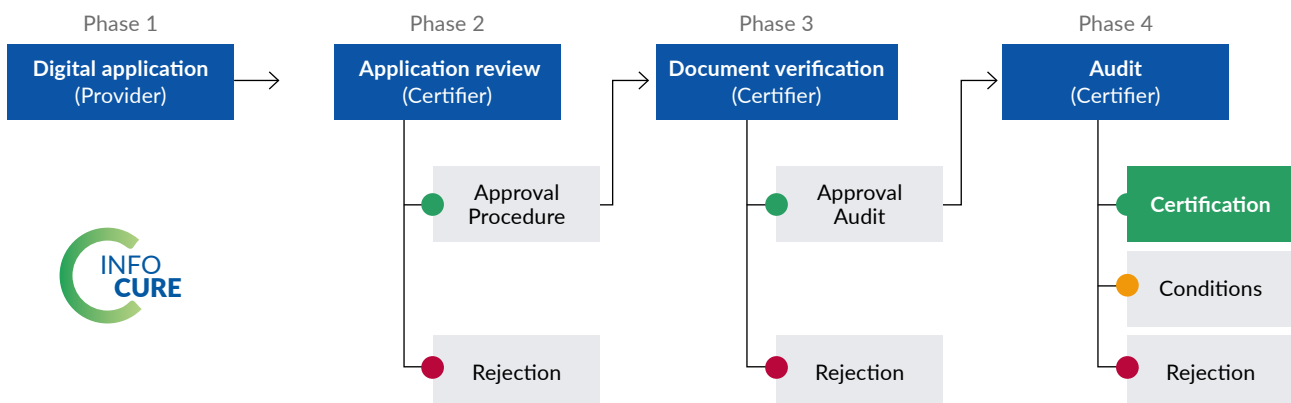 Phase 1
Phase 2
Phase 3
Phase 4
Digital application
(Provider)
Application review
(Certifier)
Document verification
(Certifier)
Audit
(Certifier)
Approval
Procedure
Approval
Audit
Certification
INFO
CURE
Conditions
Rejection
Rejection
Rejection